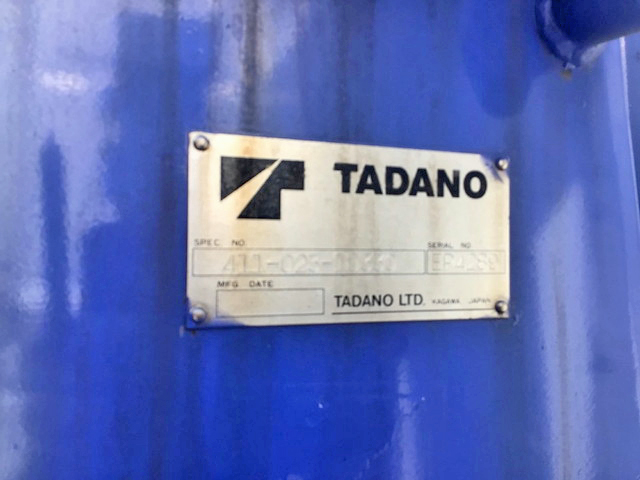 TADANO
SPEC. NO. SERIAL NO.
MFG. DATE
TADANO LTD. KAGAWA JAPAN